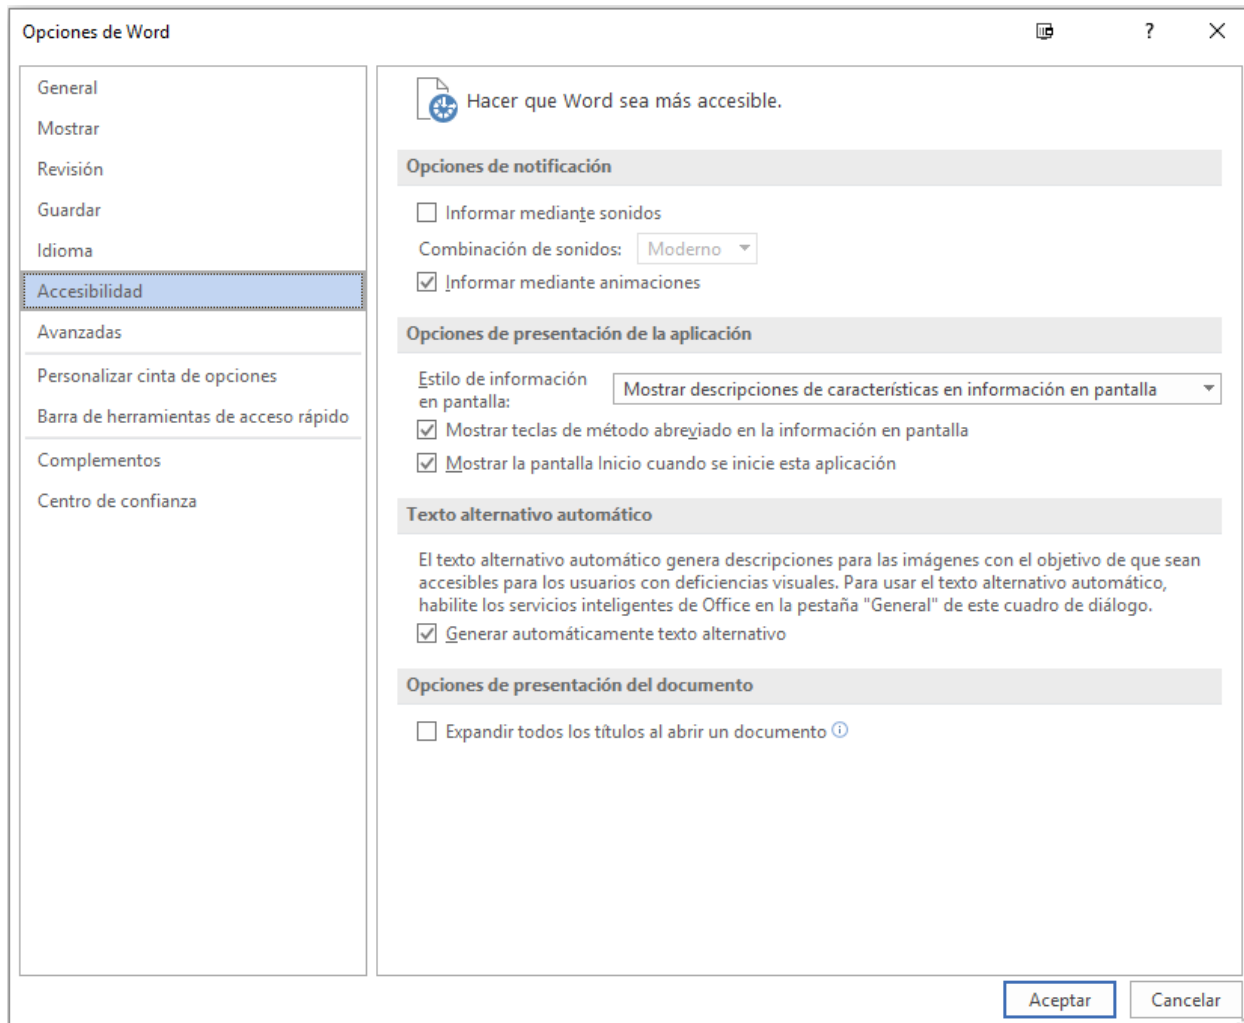 Opciones de Word
?
General
Mostrar
Revisión
Guardar
Idioma
Accesibilidad
Avanzadas
Personalizar cinta de opciones
Barra de herramientas de acceso rápido
Complementos
Centro de confianza
Hacer que Word sea más accesible.
Opciones de notificación
Informar mediante sonidos
Combinación de sonidos: Moderno
Informar mediante animaciones
Opciones de presentación de la aplicación
Estilo de información
en pantalla:
Mostrar descripciones de características en información en pantalla
Mostrar teclas de método abreviado en la información en pantalla
Mostrar la pantalla Inicio cuando se inicie esta aplicación
Texto alternativo automático
El texto alternativo automático genera descripciones para las imágenes con el objetivo de que sean
accesibles para los usuarios con deficiencias visuales. Para usar el texto alternativo automático,
habilite los servicios inteligentes de Office en la pestaña "General" de este cuadro de diálogo.
Generar automáticamente texto alternativo
Opciones de presentación del documento
Expandir todos los títulos al abrir un documento
Aceptar
Cancelar